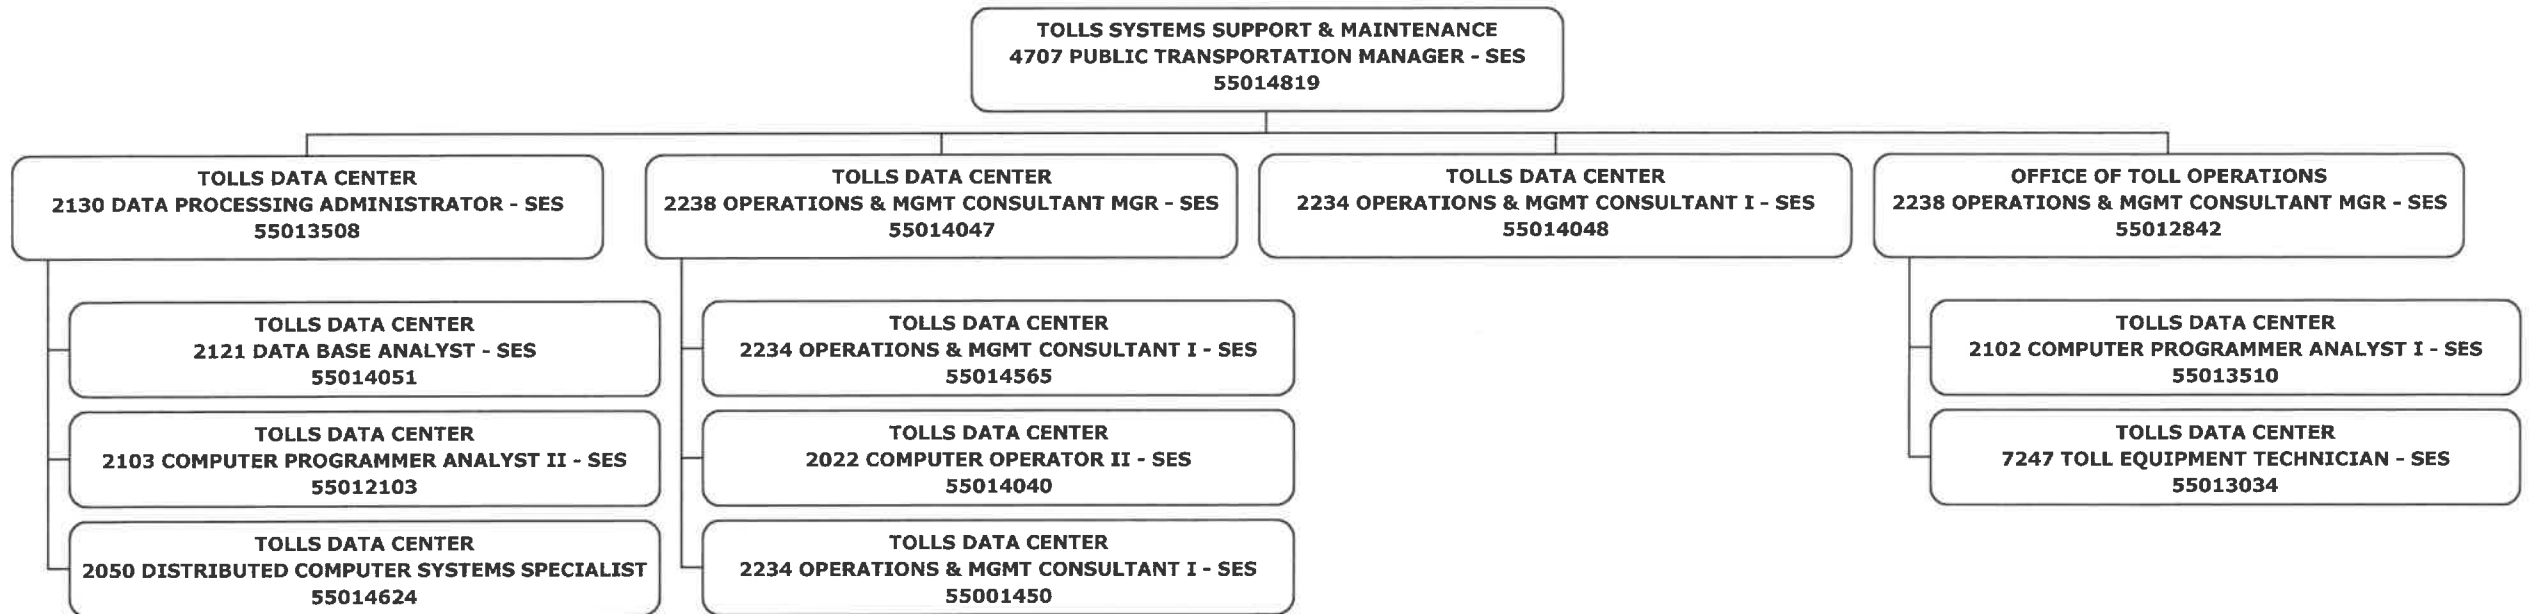 TOLLS SYSTEMS SUPPORT & MAINTENANCE
4707 PUBLIC TRANSPORTATION MANAGER - SES
55014819
TOLLS DATA CENTER
2130 DATA PROCESSING ADMINISTRATOR - SES
55013508
TOLLS DATA CENTER
2238 OPERATIONS & MGMT CONSULTANT MGR - SES
55014047
TOLLS DATA CENTER
2234 OPERATIONS & MGMT CONSULTANT I - SES
55014048
OFFICE OF TOLL OPERATIONS
2238 OPERATIONS & MGMT CONSULTANT MGR - SES
55012842
TOLLS DATA CENTER
2121 DATA BASE ANALYST - SES
55014051
TOLLS DATA CENTER
2103 COMPUTER PROGRAMMER ANALYST II - SES
55012103
TOLLS DATA CENTER
2050 DISTRIBUTED COMPUTER SYSTEMS SPECIALIST
55014624
TOLLS DATA CENTER
2234 OPERATIONS & MGMT CONSULTANT I - SES
55014565
TOLLS DATA CENTER
2022 COMPUTER OPERATOR II - SES
55014040
TOLLS DATA CENTER
2234 OPERATIONS & MGMT CONSULTANT I - SES
55001450
TOLLS DATA CENTER
2102 COMPUTER PROGRAMMER ANALYST I - SES
55013510
TOLLS DATA CENTER
7247 TOLL EQUIPMENT TECHNICIAN - SES
55013034